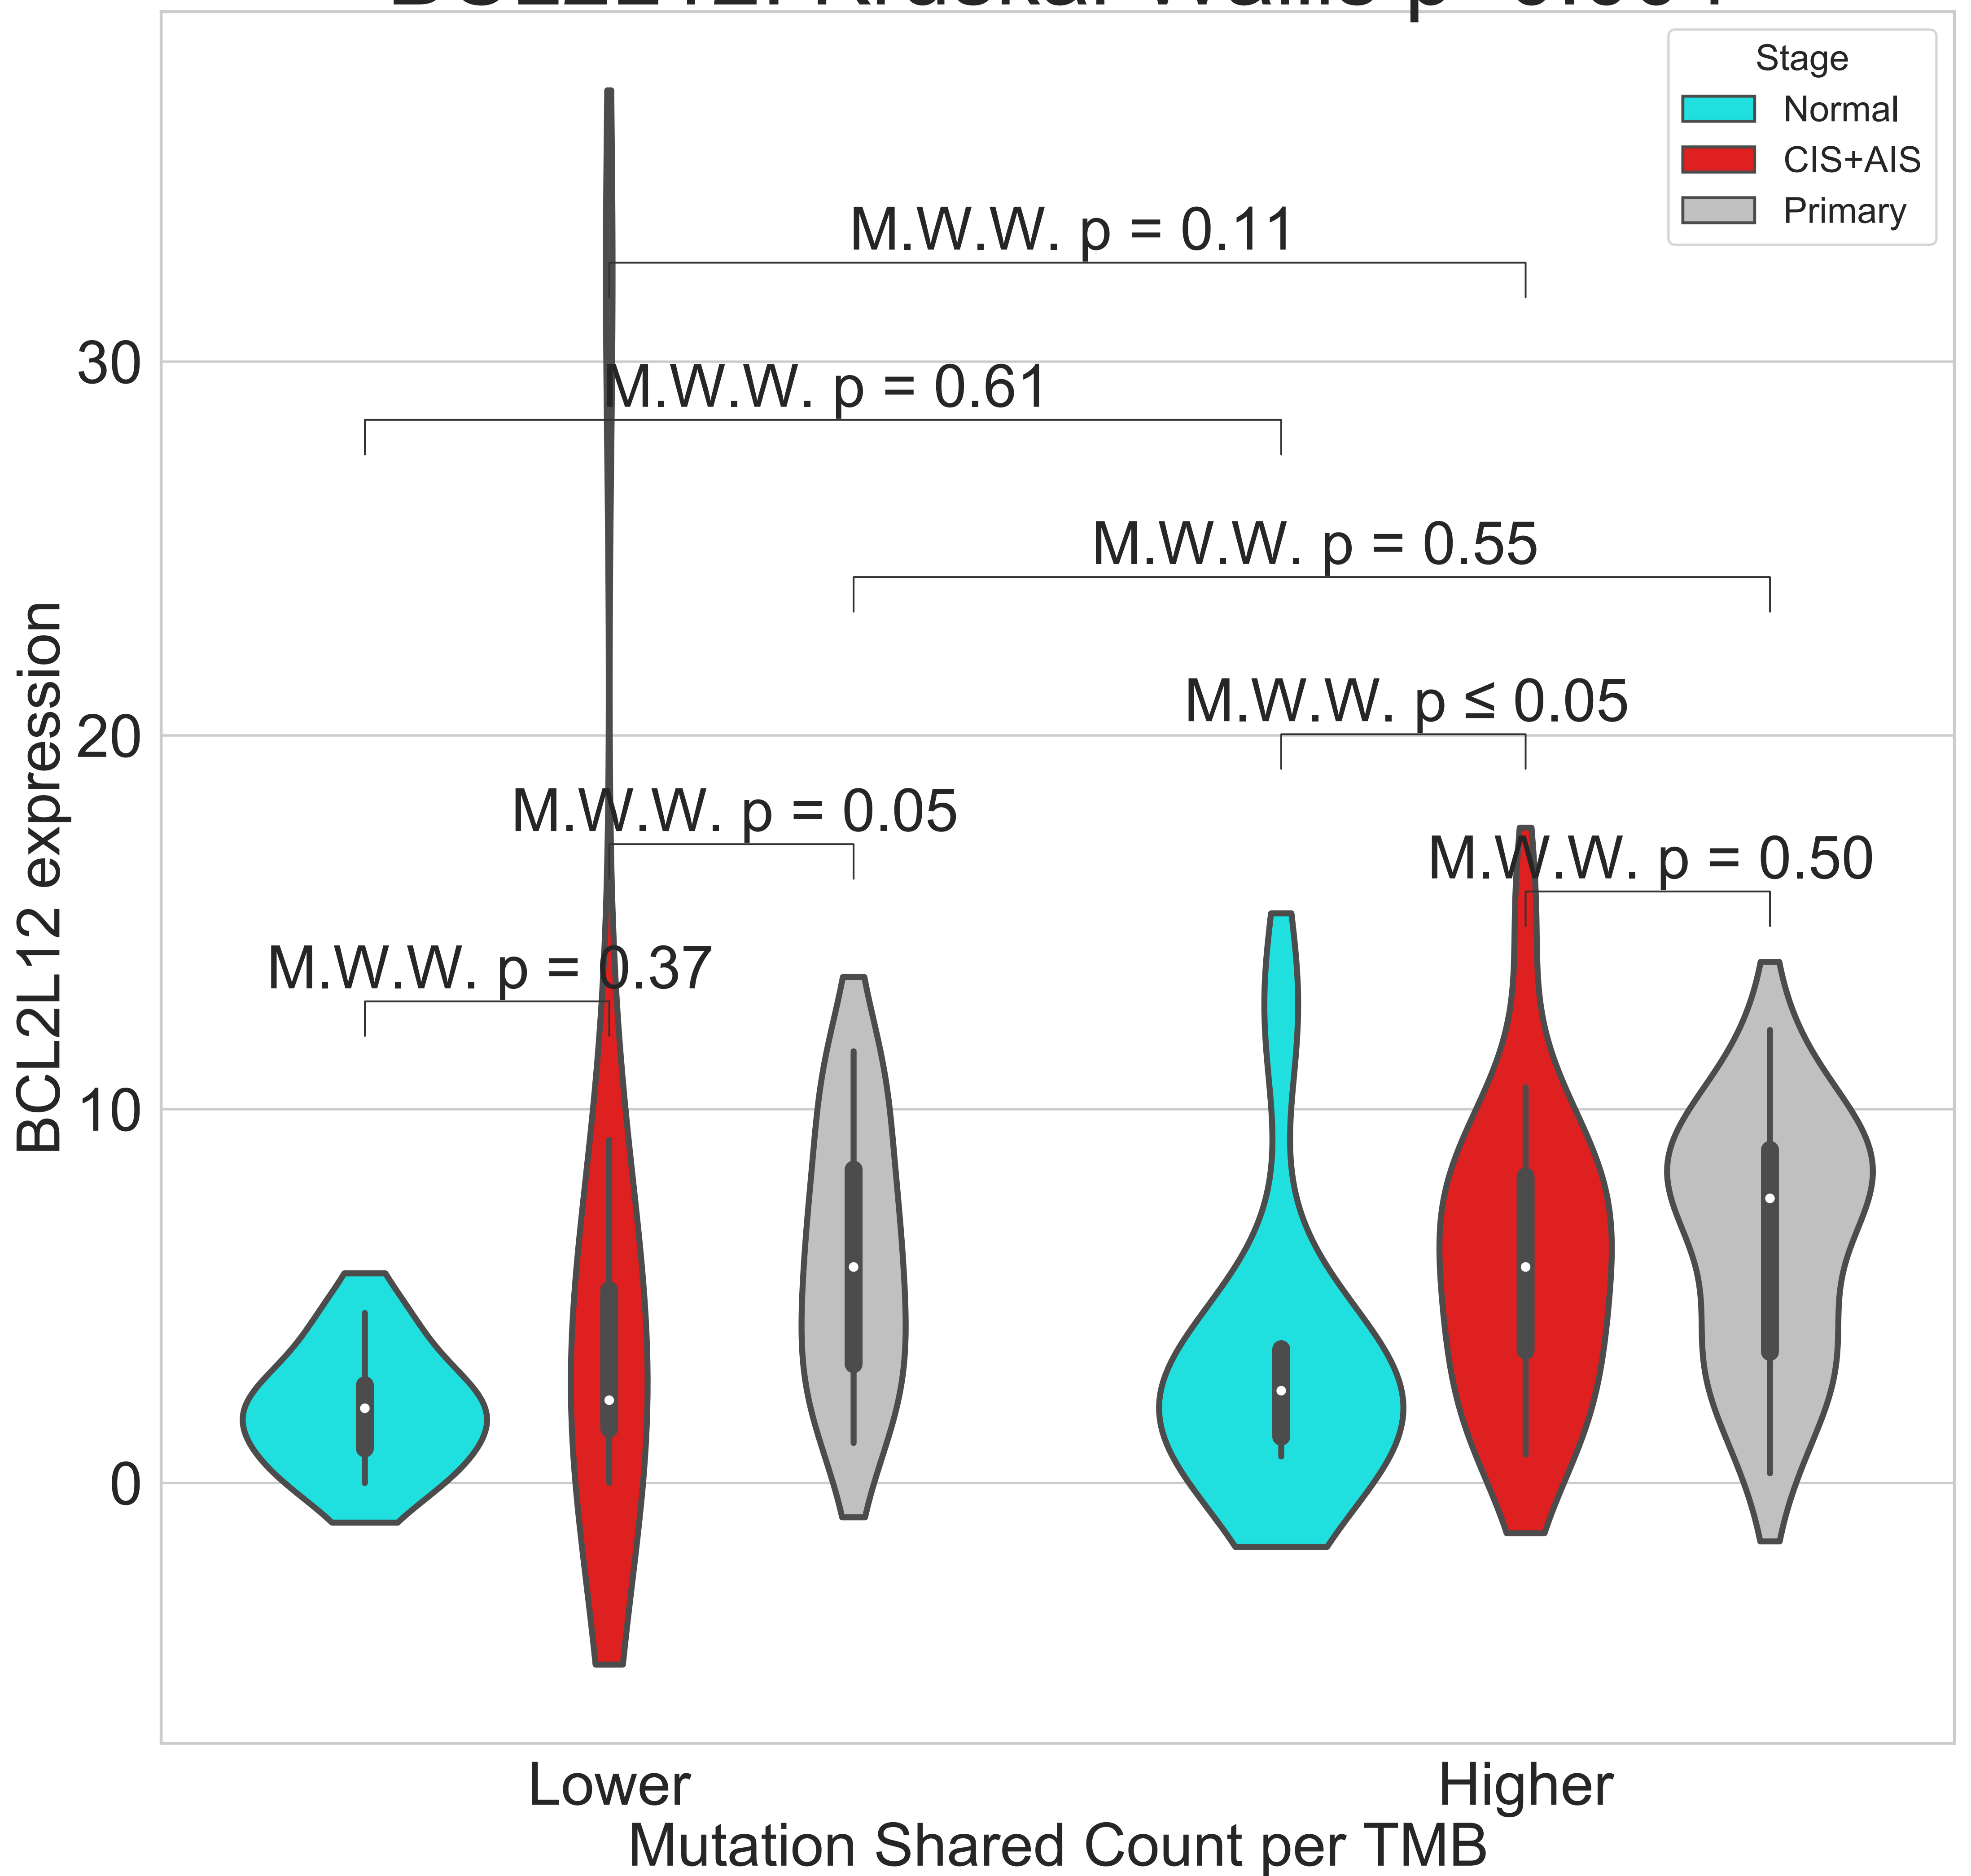 Stage
Normal
CIS+AIS
Primary
M.W.W. p = 0.11
30
M.W.W. p = 0.61
M.W.W. p = 0.55
M.W.W. p ≤ 0.05
20
M.W.W. p = 0.05
M.W.W. p = 0.50
M.W.W. p = 0.37
10
0
BCL2L12 expression
Lower
Higher
Mutation Shared Count per TMB